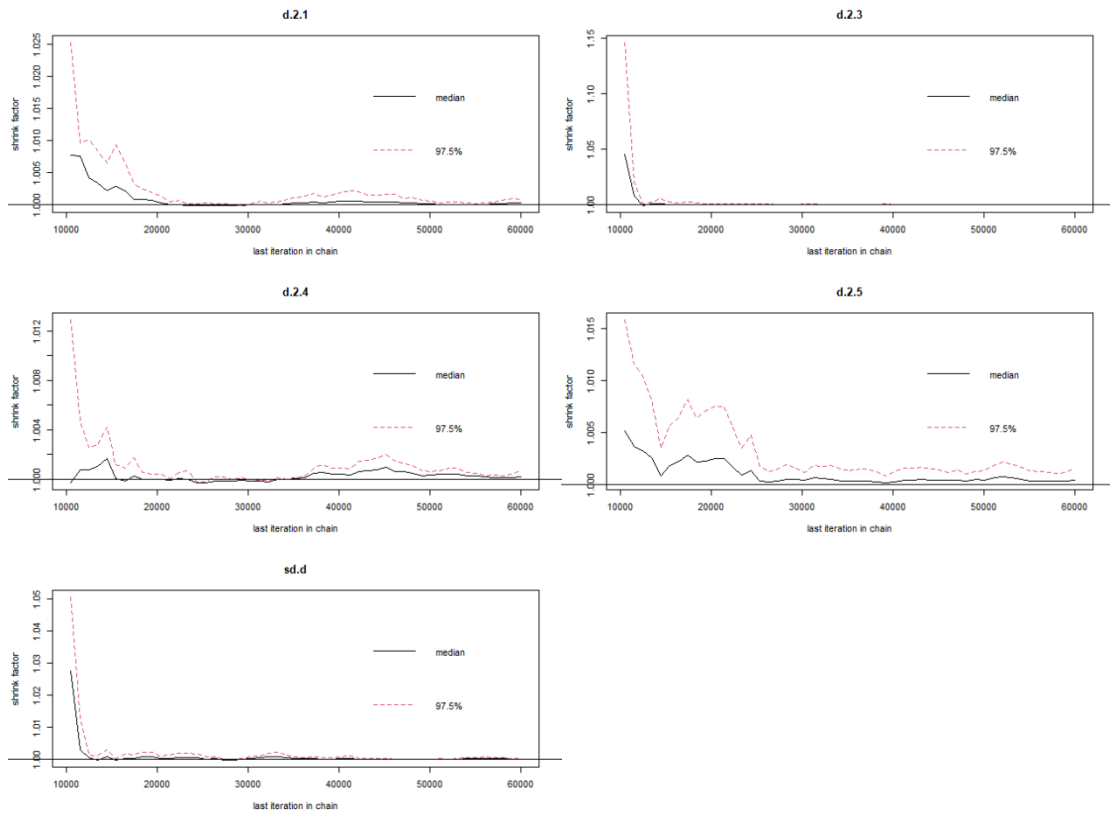 d.2.1
shrink factor
1.000 1.005 1.010 1.015 1.020 1.025
median
97.5%
10000 20000 30000 40000 50000 60000
last iteration in chain
d.2.3
shrink factor
1.00 1.05 1.10 1.15
median
97.5%
10000 20000 30000 40000 50000 60000
last iteration in chain
d.2.4
shrink factor
1.000 1.004 1.008 1.012
median
97.5%
10000 20000 30000 40000 50000 60000
last iteration in chain
d.2.5
shrink factor
1.000 1.005 1.010 1.015
median
97.5%
10000 20000 30000 40000 50000 60000
last iteration in chain
sd.d
shrink factor
1.00 1.01 1.02 1.03 1.04 1.05
median
97.5%
10000 20000 30000 40000 50000 60000
last iteration in chain